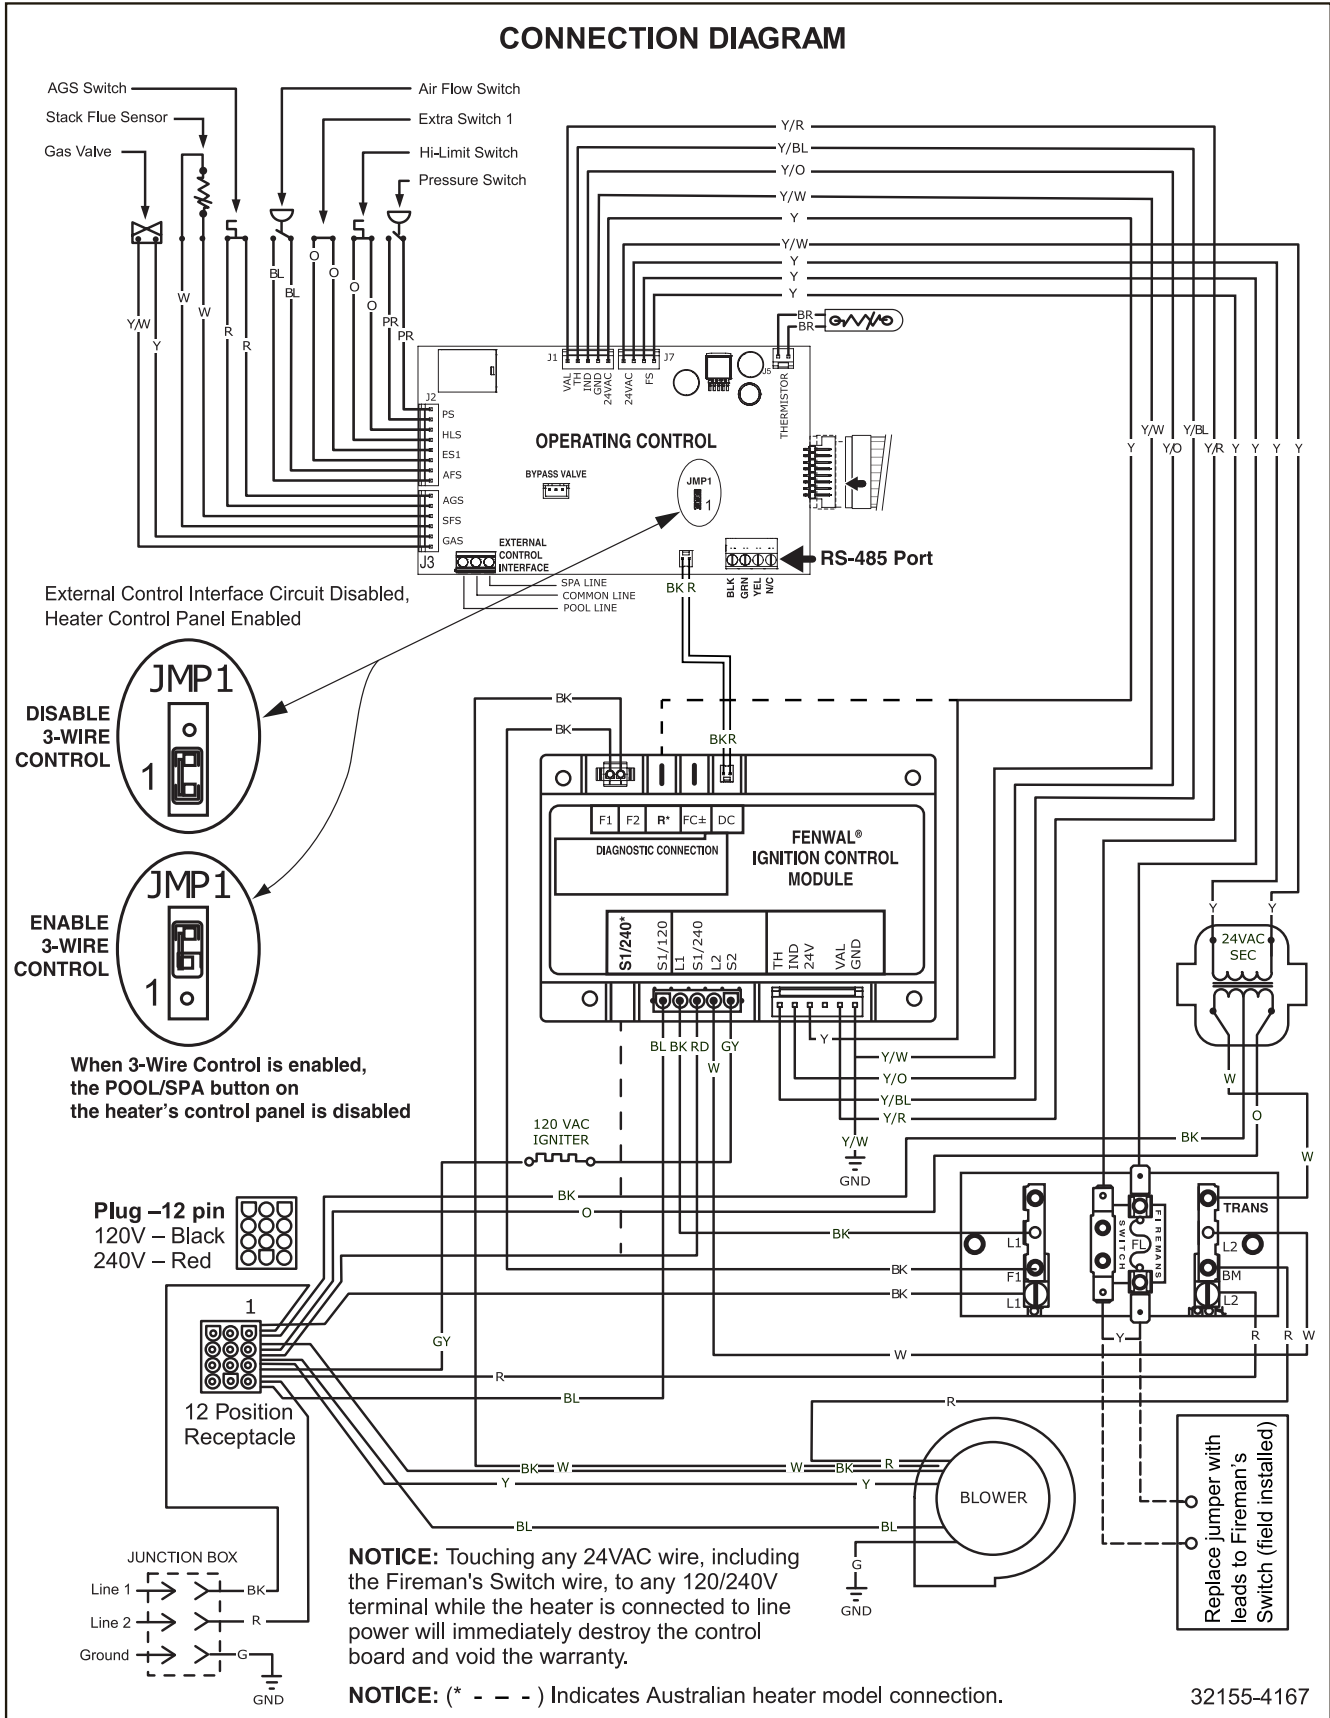 CONNECTION DIAGRAM
AGS Switch
Stack Flue Sensor
Gas Valve
Air Flow Switch
Extra Switch 1
Hi-Limit Switch
Pressure Switch
Y/R
Y/BL
Y/O
Y/W
Y
Y/W
Y
Y
Y
BR
BR
Y/W
Y
W
W
R
R
BL
BL
O
O
O
O
PR
PR
J1
VAL
TH
IND
GND
24VAC
24VAC
FS
J7
J5
THERMISTOR
J2
PS
HLS
ES1
AFS
AGS
SFS
GAS
J3
OPERATING CONTROL
BYPASS VALVE
JMP1
1
EXTERNAL
CONTROL
INTERFACE
SPA LINE
COMMON LINE
POOL LINE
BK R
BLK
GRN
YEL
N/C
RS-485 Port
Y
Y/W
Y/O
Y/BL
Y/R
Y
Y
Y
Y
External Control Interface Circuit Disabled,
Heater Control Panel Enabled
JMP1
1
DISABLE
3-WIRE
CONTROL
JMP1
1
ENABLE
3-WIRE
CONTROL
When 3-Wire Control is enabled,
the POOL/SPA button on
the heater's control panel is disabled
BK
BK
BKR
F1
F2
R*
FC±
DC
DIAGNOSTIC CONNECTION
FENWAL®
IGNITION CONTROL
MODULE
S1/240*
S1/120
L1
S1/240
L2
S2
TH
IND
24V
VAL
GND
BL BK RD
W
GY
Y
Y/W
Y/O
Y/BL
Y/R
Y/W
GND
Y
Y
24VAC
SEC
W
O
W
BK
120 VAC
IGNITER
BK
O
Plug –12 pin
120V – Black
240V – Red
BK
BK
BK
L1
F1
L1
SWITCH
FL
FIREMANS
TRANS
L2
BM
L2
Y
R
R
W
1
12 Position
Receptacle
GY
W
R
BL
R
BK
W
W
BK
R
Y
Y
BL
BL
BLOWER
G
GND
Replace jumper with
leads to Fireman's
Switch (field installed)
JUNCTION BOX
Line 1
BK
Line 2
R
Ground
G
GND
NOTICE: Touching any 24VAC wire, including
the Fireman's Switch wire, to any 120/240V
terminal while the heater is connected to line
power will immediately destroy the control
board and void the warranty.
NOTICE: (* - – - ) Indicates Australian heater model connection.
32155-4167